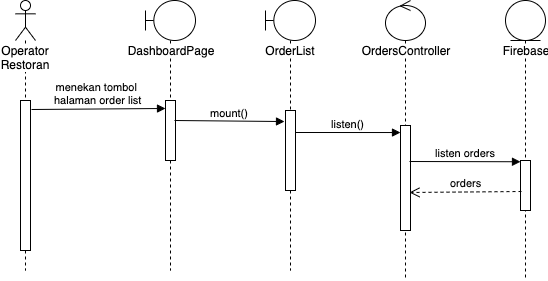 Operator
Restoran
DashboardPage
OrderList
OrdersController
Firebase
menekan tombol
halaman order list
mount()
listen()
listen orders
orders